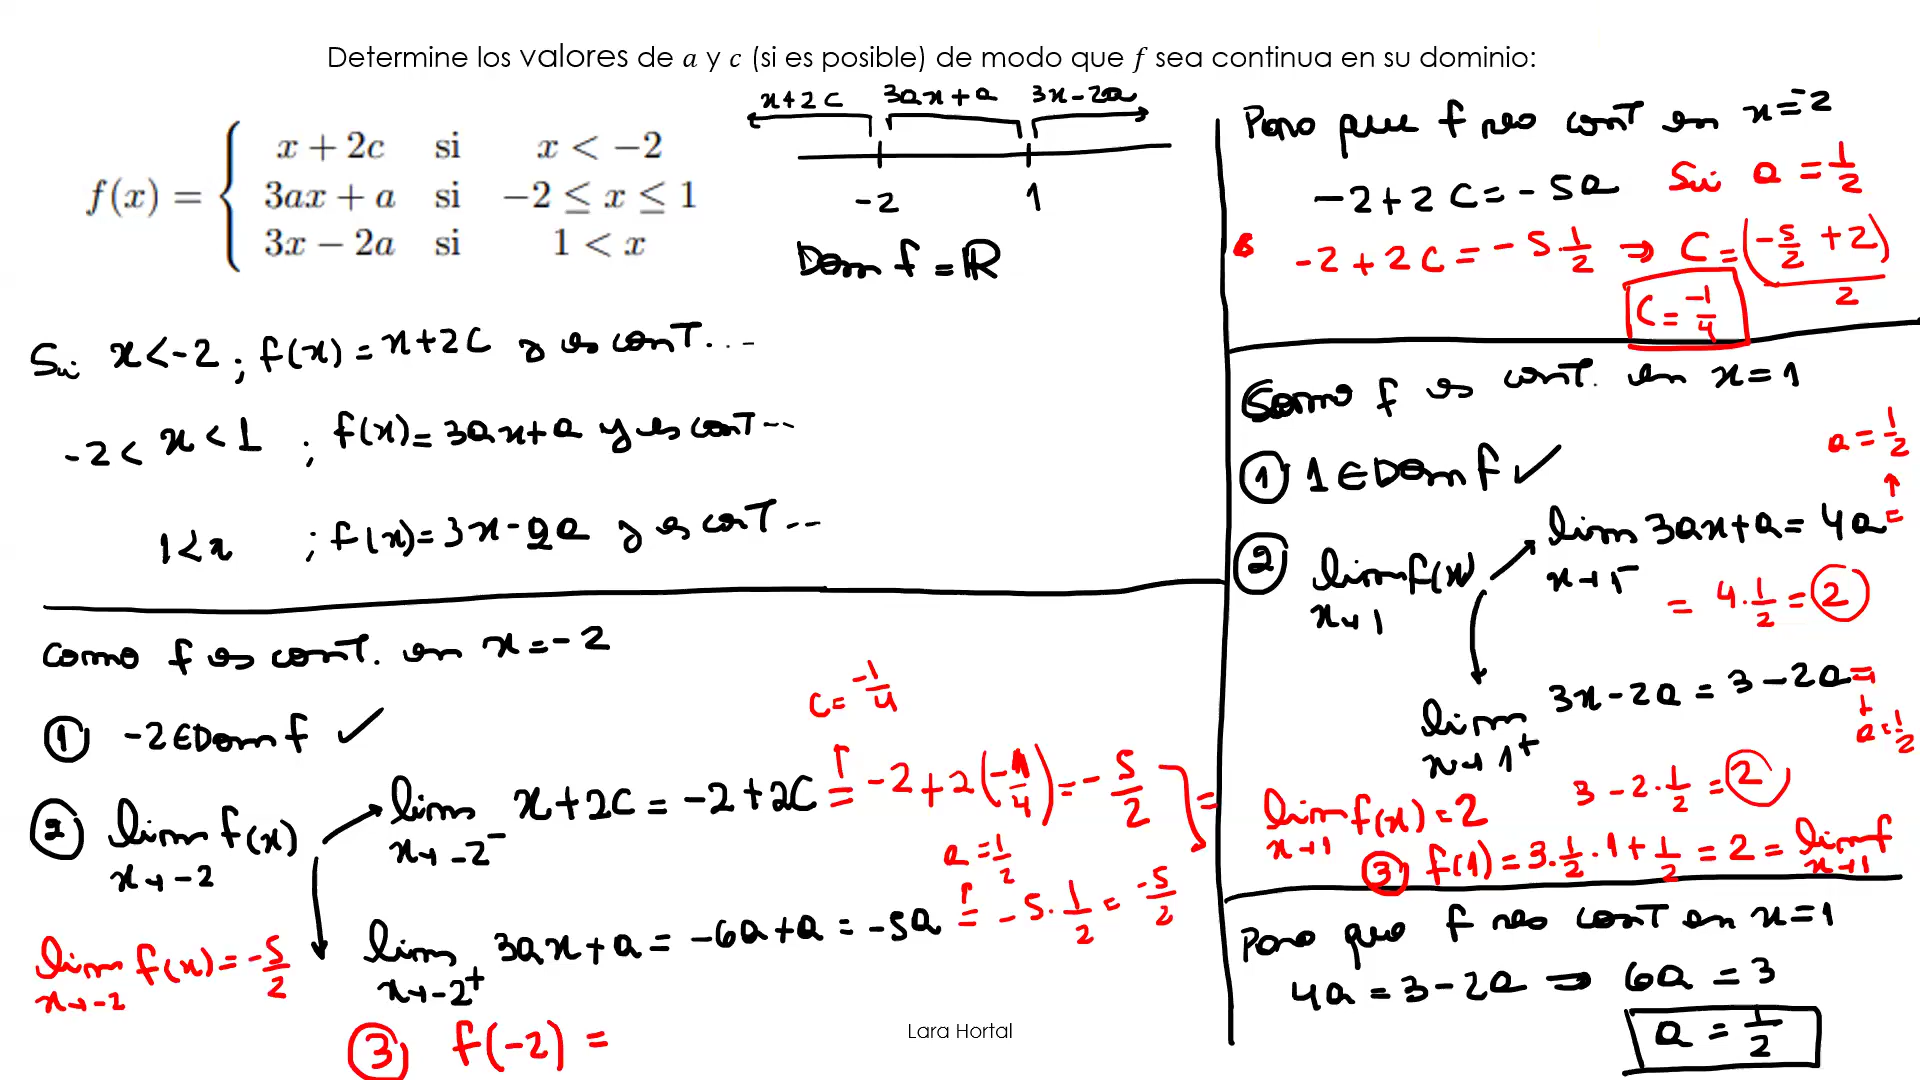 Determine los valores de a y c (si es posible) de modo que f sea continua en su dominio:
f(x) = { x + 2c si x < −2
3ax + a si −2 ≤ x ≤ 1
3x − 2a si 1 < x
x+2c 3ax+a 3x-2a
-2 1
Dom f = ℝ
Si x<-2 ; f(x) = x+2c y es cont...
-2< x <1 ; f(x)= 3ax+a y es cont...
1<x ; f(x)= 3x-2a y es cont...
como f es cont. en x=-2
① -2∈Dom f ✓
c= -1/4
② lim x→-2 f(x)
lim x→-2⁻ x+2c = -2+2c = -2+2(-1/4) = -5/2
a=1/2
lim x→-2⁺ 3ax+a = -6a+a = -5a = -5·1/2 = -5/2
lim x→-2 f(x) = -5/2
③ f(-2) =
Para que f sea cont en x=-2
-2+2c = -5a Si a = 1/2
-2+2c = -5·1/2 ⇒ c = (-5/2 +2)/2
c = -1/4
Como f es cont. en x=1
① 1∈Dom f ✓
a=1/2
② lim x→1 f(x)
lim x→1⁻ 3ax+a = 4a =
= 4·1/2 = 2
lim x→1⁺ 3x-2a = 3-2a =
a=1/2
3-2·1/2 = 2
lim x→1 f(x) = 2
③ f(1) = 3·1/2·1+1/2 = 2 = lim x→1 f
Para que f sea cont en x=1
4a = 3-2a ⇒ 6a = 3
a = 1/2
Lara Hortal